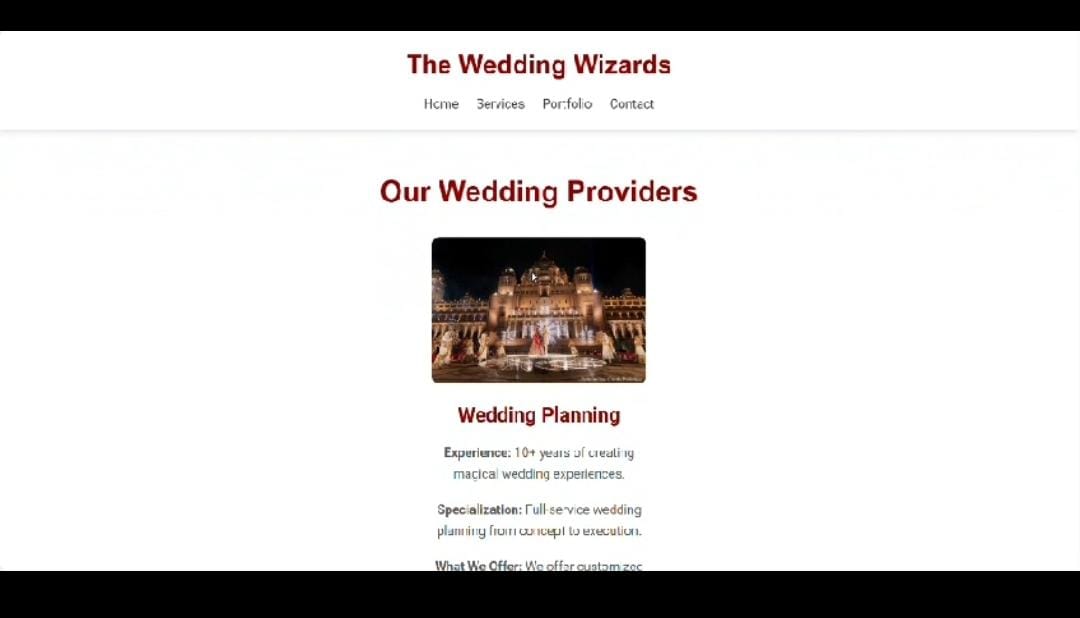 The Wedding Wizards
Home Services Portfolio Contact
Our Wedding Providers
Wedding Planning
Experience: 10+ years of creating
magical wedding experiences.
Specialization: Full-service wedding
planning from concept to execution.
What We Offer: We offer customized